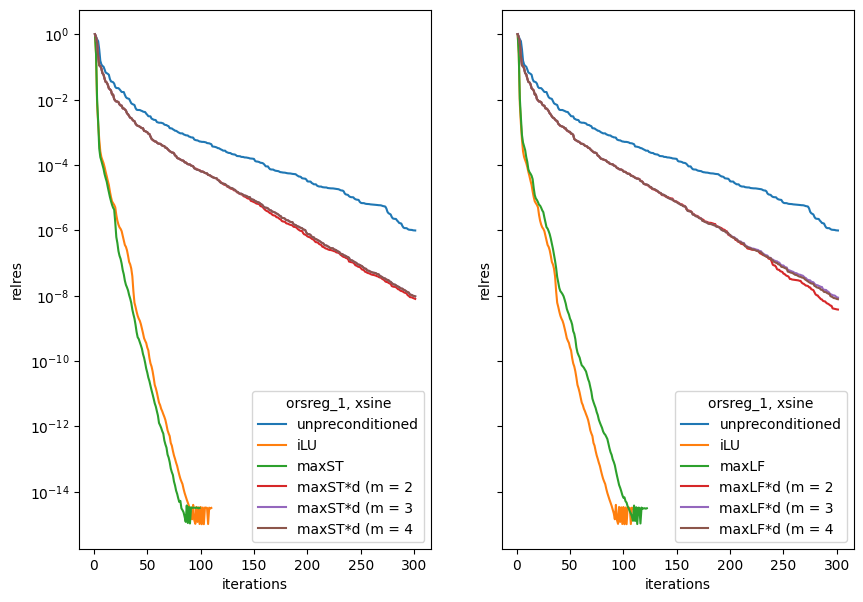 10⁰
10⁻²
10⁻⁴
10⁻⁶
10⁻⁸
10⁻¹⁰
10⁻¹²
10⁻¹⁴
relres
0 50 100 150 200 250 300
iterations
orsreg_1, xsine
unpreconditioned
iLU
maxST
maxST*d (m = 2
maxST*d (m = 3
maxST*d (m = 4
relres
0 50 100 150 200 250 300
iterations
orsreg_1, xsine
unpreconditioned
iLU
maxLF
maxLF*d (m = 2
maxLF*d (m = 3
maxLF*d (m = 4